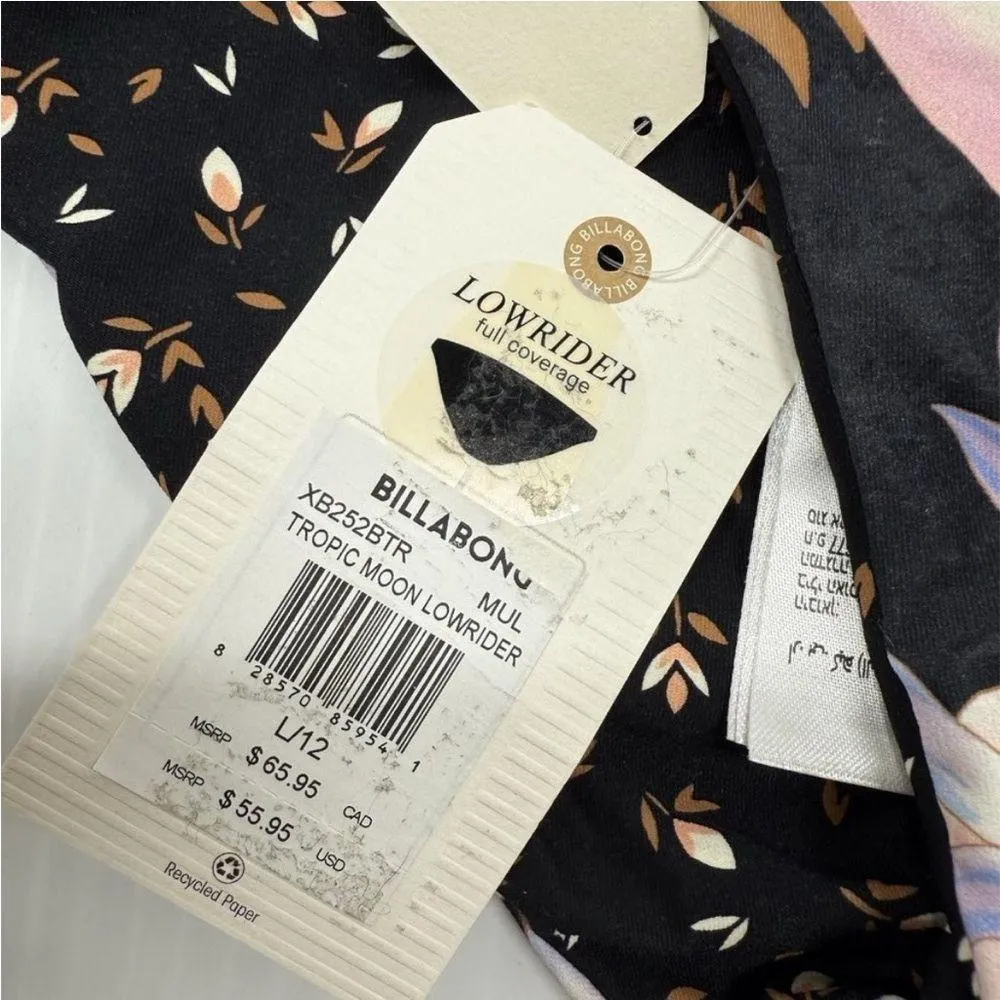 BILLABONG BILLABONG
LOWRIDER
full coverage
BILLABONG
XB252BTR MUL
TROPIC MOON LOWRIDER
8 28570 85954 1
L/12
MSRP $65.95 CAD
MSRP $55.95 USD
Recycled Paper